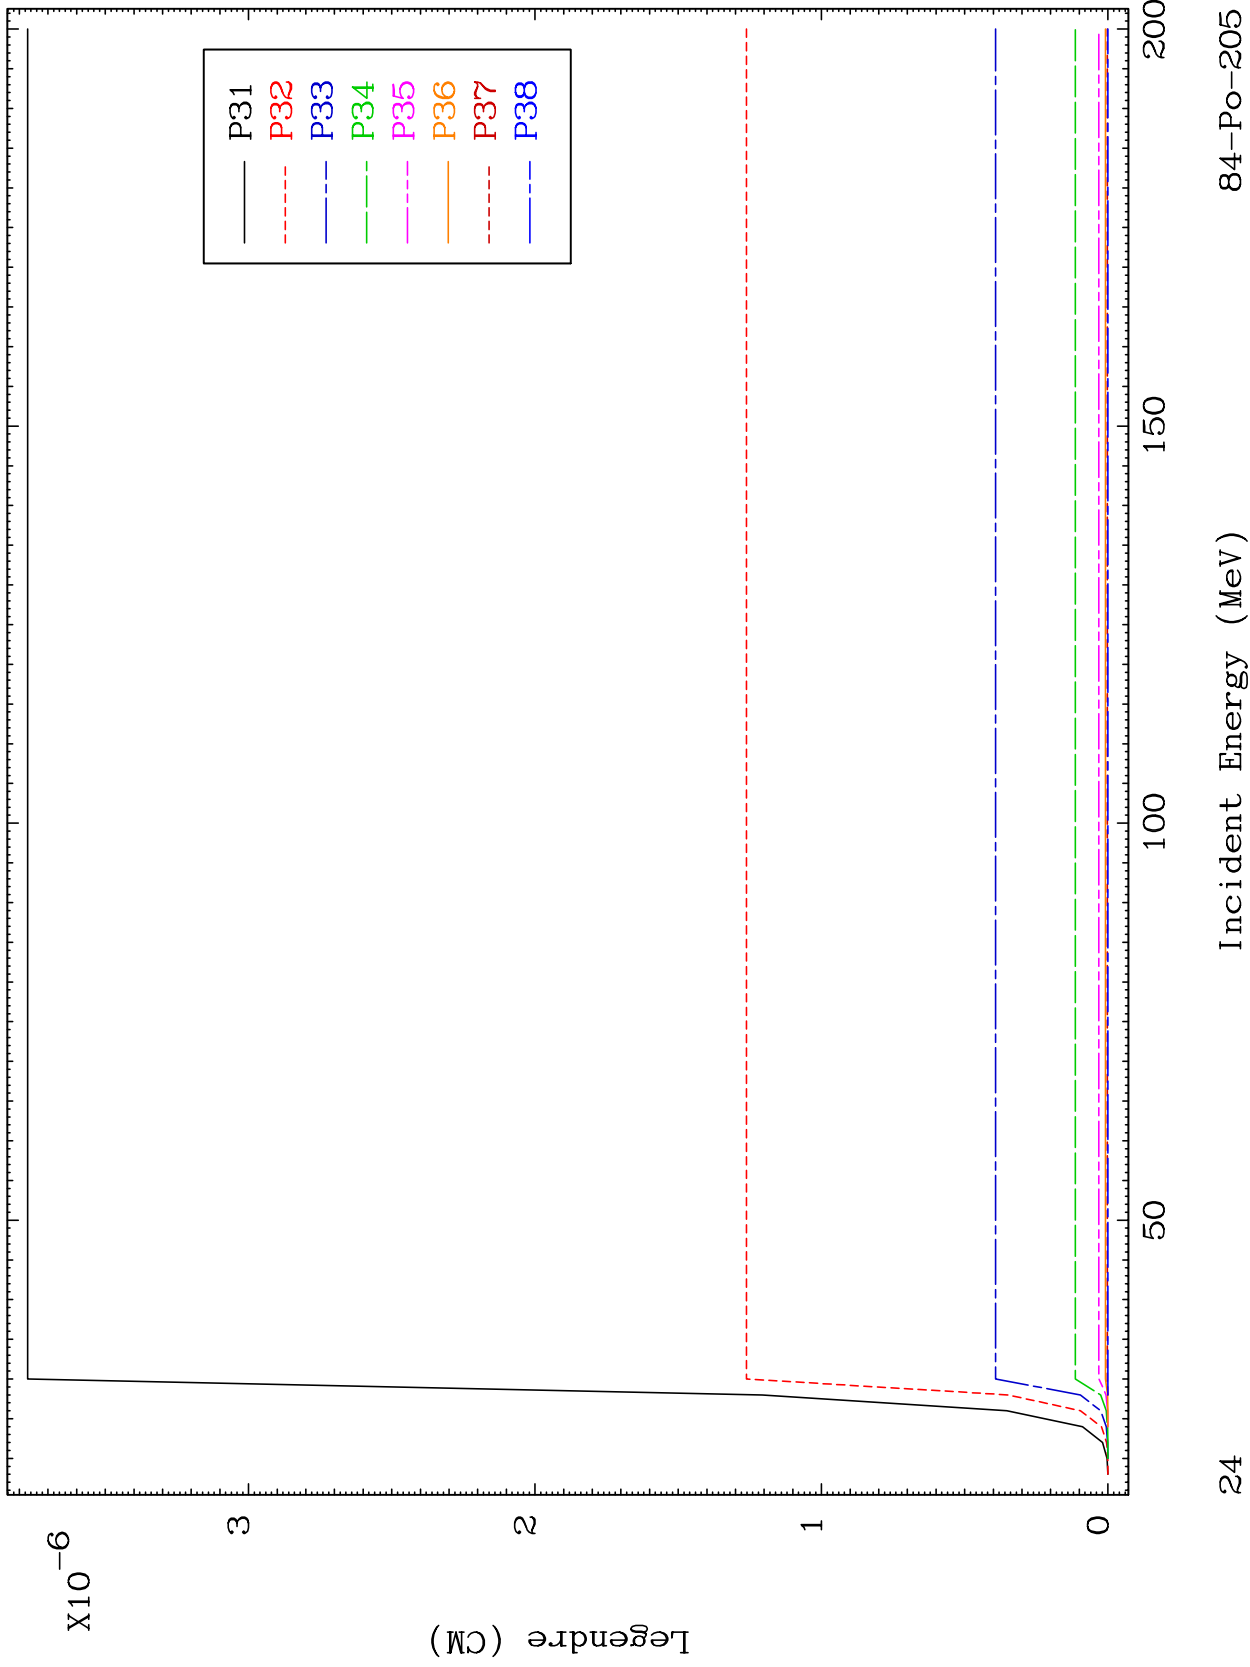 X10-6
Legendre (CM)
3
2
1
0
P31
P32
P33
P34
P35
P36
P37
P38
50
100
150
200
24
Incident Energy (MeV)
84-Po-205